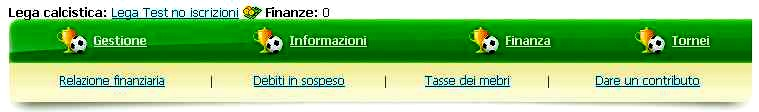 Lega calcistica: Lega Test no iscrizioni Finanze: 0
Gestione Informazioni Finanza Tornei
Relazione finanziaria | Debiti in sospeso | Tasse dei mebri | Dare un contributo